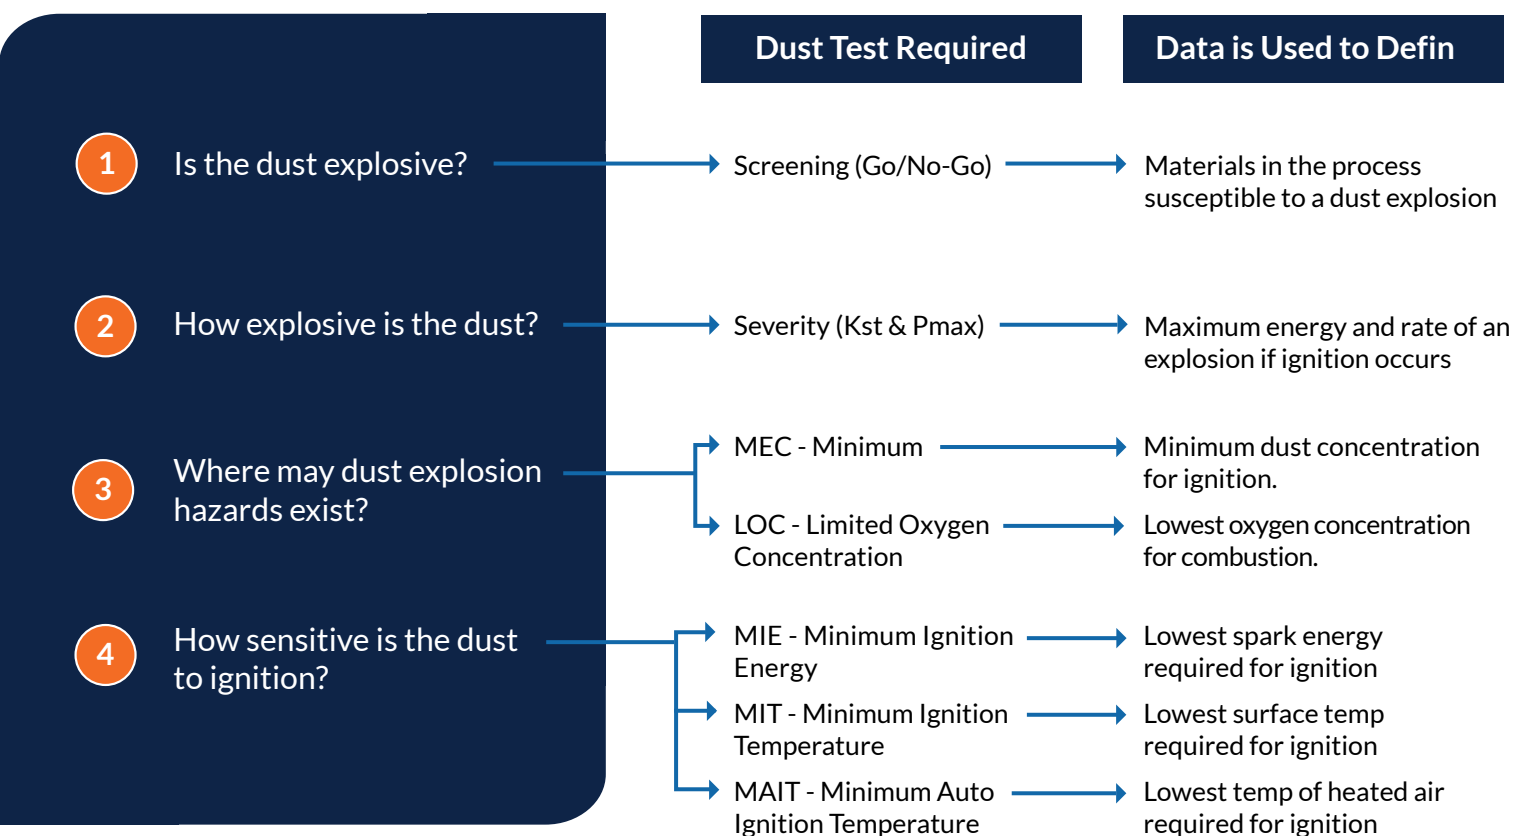 Dust Test Required
Data is Used to Defin
1
Is the dust explosive?
Screening (Go/No-Go)
Materials in the process
susceptible to a dust explosion
2
How explosive is the dust?
Severity (Kst & Pmax)
Maximum energy and rate of an
explosion if ignition occurs
3
Where may dust explosion
hazards exist?
MEC - Minimum
Minimum dust concentration
for ignition.
LOC - Limited Oxygen
Concentration
Lowest oxygen concentration
for combustion.
4
How sensitive is the dust
to ignition?
MIE - Minimum Ignition
Energy
Lowest spark energy
required for ignition
MIT - Minimum Ignition
Temperature
Lowest surface temp
required for ignition
MAIT - Minimum Auto
Ignition Temperature
Lowest temp of heated air
required for ignition